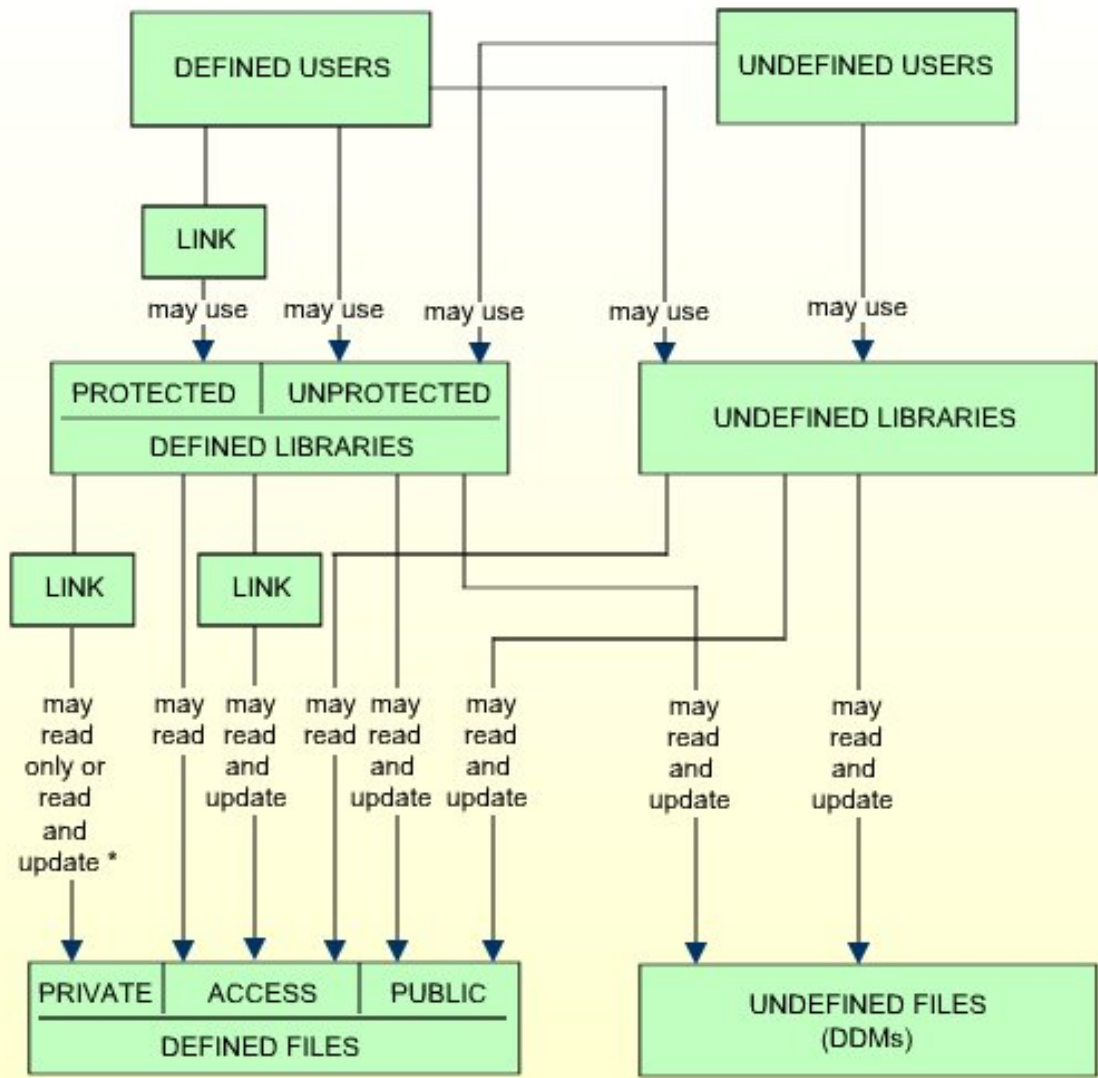 DEFINED USERS
UNDEFINED USERS
LINK
may use
may use
may use
may use
may use
PROTECTED
UNPROTECTED
DEFINED LIBRARIES
UNDEFINED LIBRARIES
LINK
LINK
may
read
only or
read
and
update *
may
read
may
read
and
update
may
read
may
read
and
update
may
read
and
update
may
read
and
update
may
read
and
update
PRIVATE
ACCESS
PUBLIC
DEFINED FILES
UNDEFINED FILES
(DDMs)